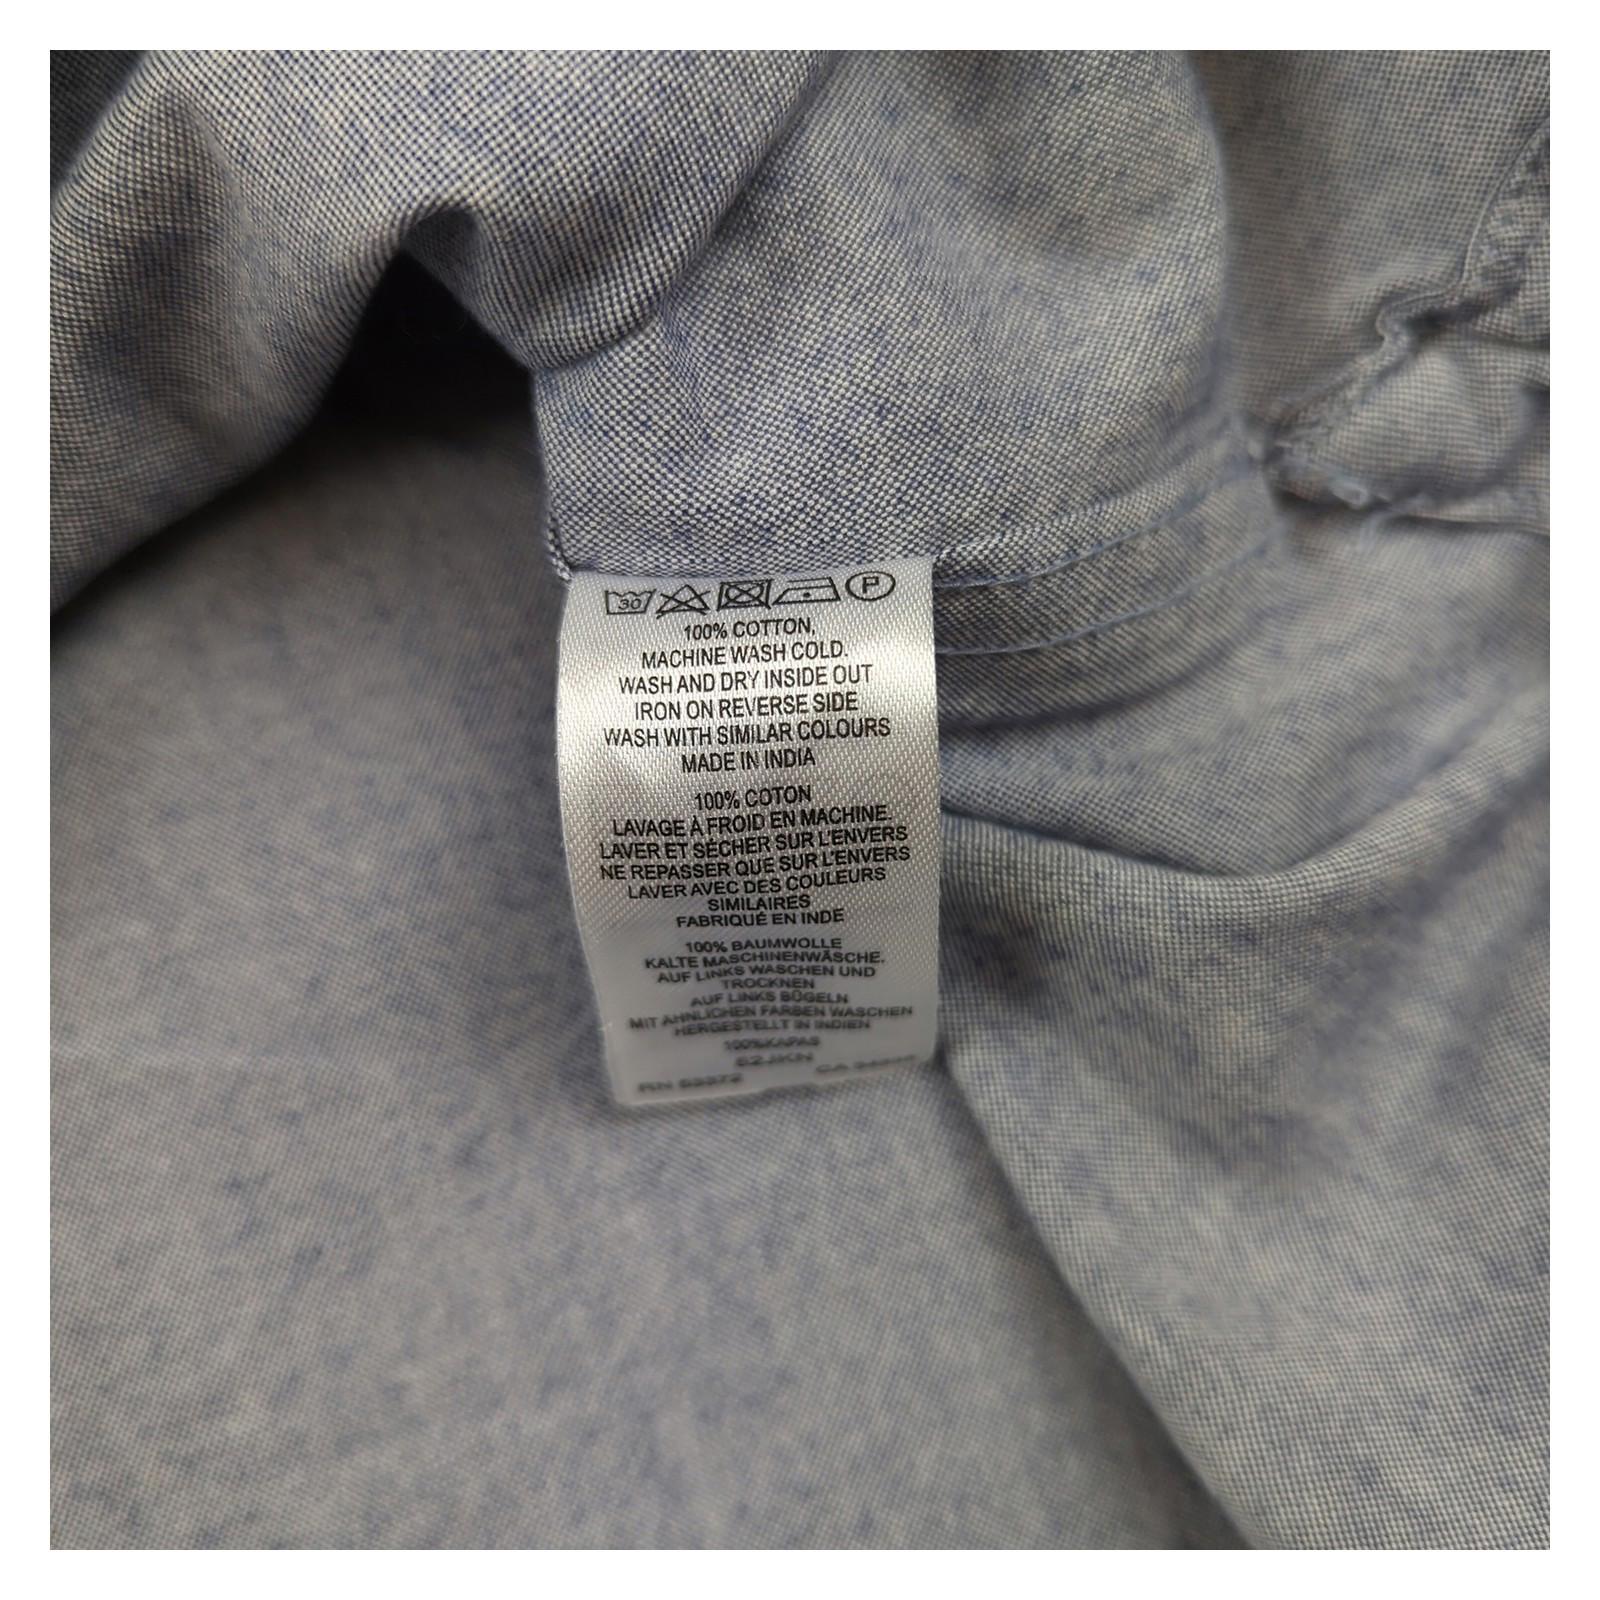 30 P
100% COTTON,
MACHINE WASH COLD.
WASH AND DRY INSIDE OUT
IRON ON REVERSE SIDE
WASH WITH SIMILAR COLOURS
MADE IN INDIA
100% COTON
LAVAGE À FROID EN MACHINE.
LAVER ET SÉCHER SUR L'ENVERS
NE REPASSER QUE SUR L'ENVERS
LAVER AVEC DES COULEURS
SIMILAIRES
FABRIQUÉ EN INDE
100% BAUMWOLLE
KALTE MASCHINENWÄSCHE.
AUF LINKS WASCHEN UND
TROCKNEN
AUF LINKS BÜGELN
MIT ÄHNLICHEN FARBEN WASCHEN
HERGESTELLT IN INDIEN
100%KAPAS
RN CA